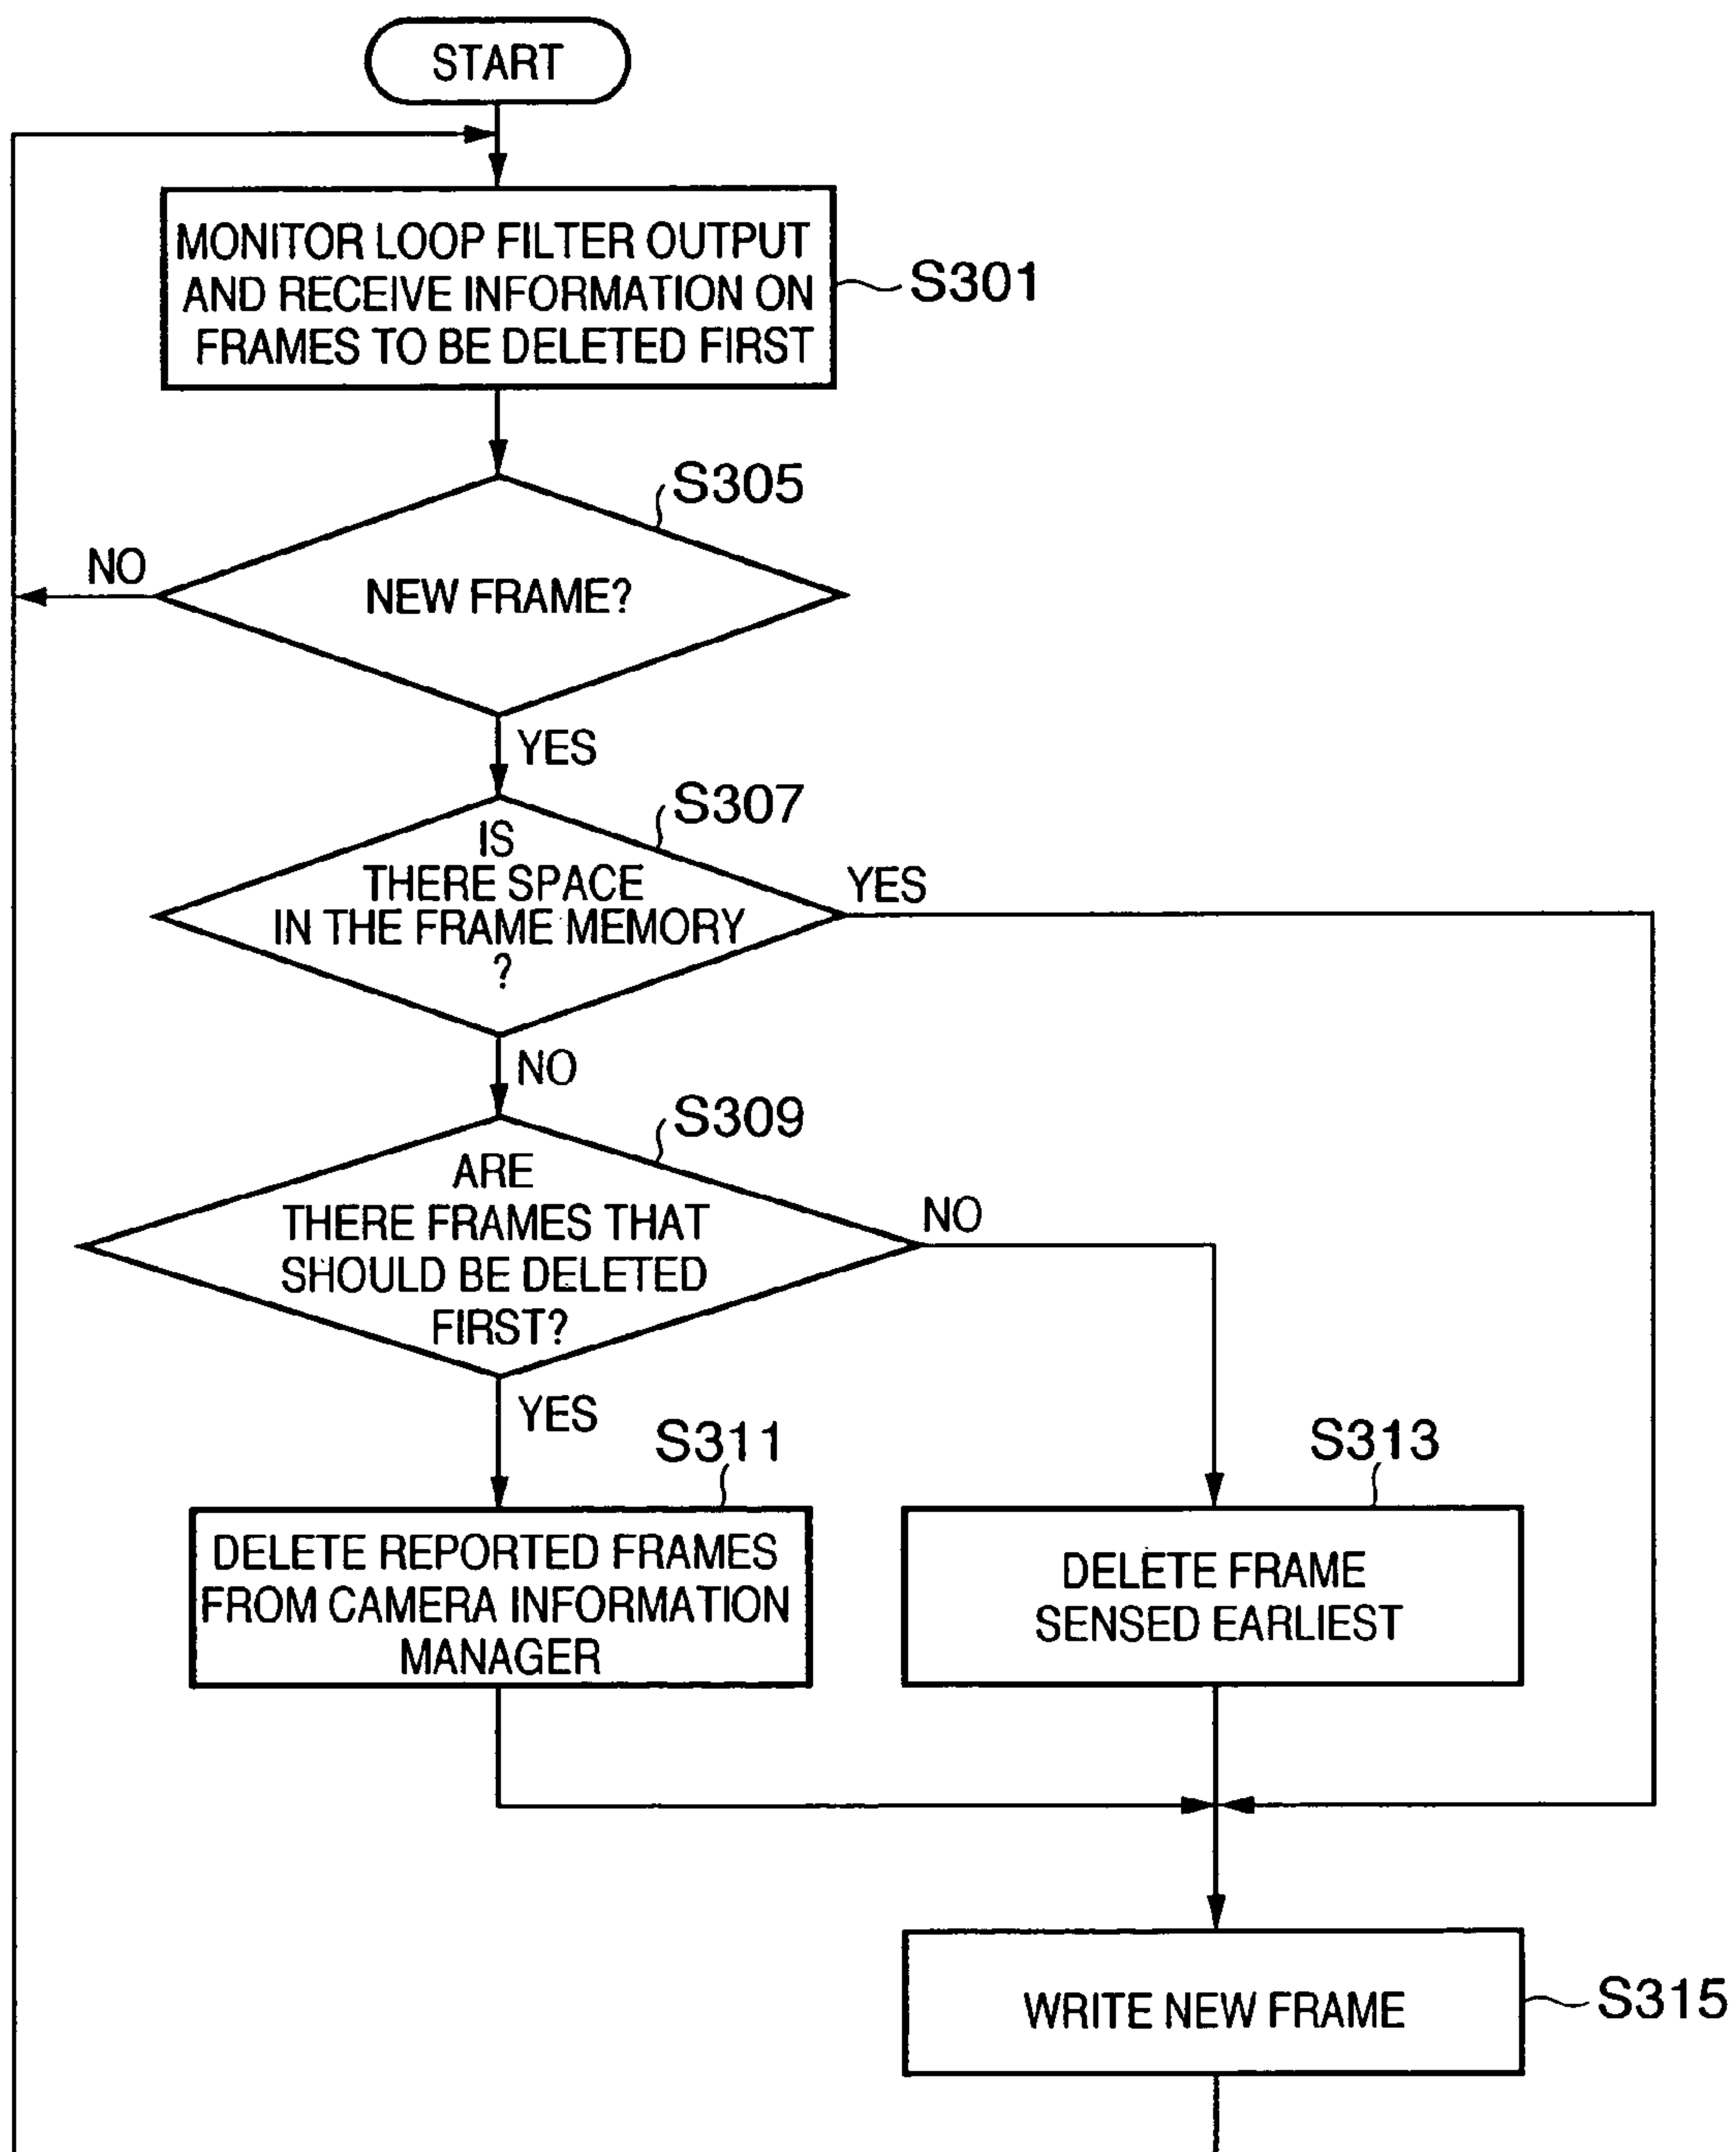 START
MONITOR LOOP FILTER OUTPUT
AND RECEIVE INFORMATION ON
FRAMES TO BE DELETED FIRST
S301
S305
NO
NEW FRAME?
YES
S307
IS
THERE SPACE
IN THE FRAME MEMORY
?
YES
NO
S309
ARE
THERE FRAMES THAT
SHOULD BE DELETED
FIRST?
NO
YES
S311
DELETE REPORTED FRAMES
FROM CAMERA INFORMATION
MANAGER
S313
DELETE FRAME
SENSED EARLIEST
WRITE NEW FRAME
S315